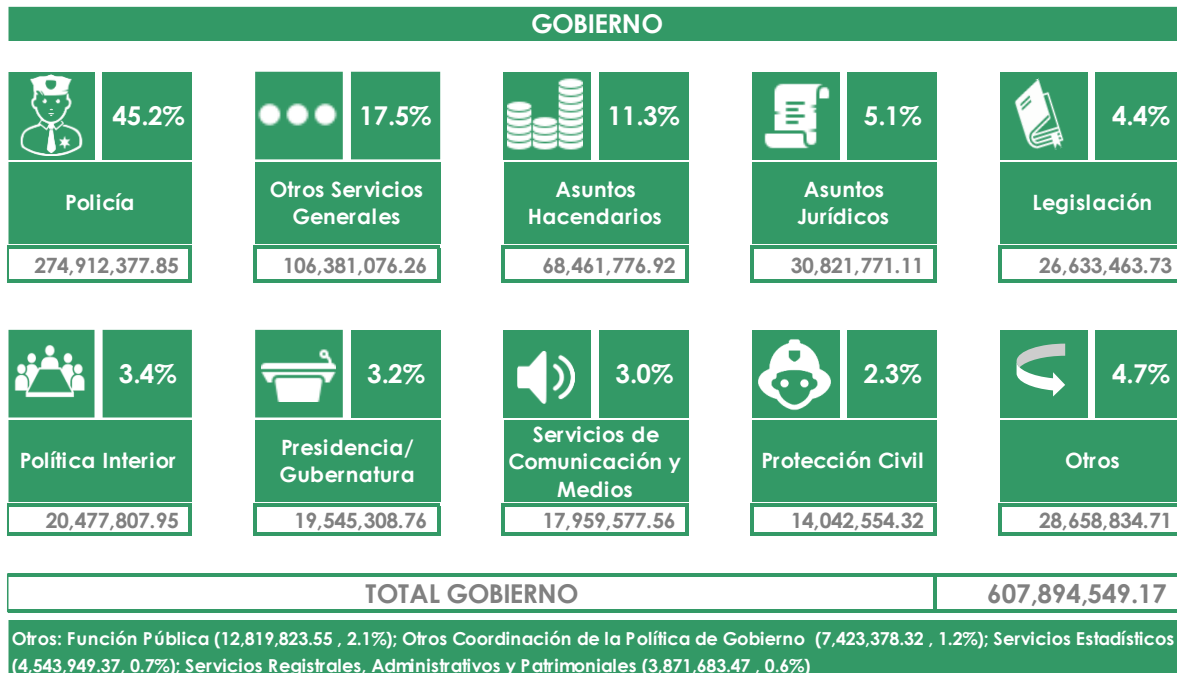 GOBIERNO
45.2%
Policía
274,912,377.85
17.5%
Otros Servicios
Generales
106,381,076.26
11.3%
Asuntos
Hacendarios
68,461,776.92
5.1%
Asuntos
Jurídicos
30,821,771.11
4.4%
Legislación
26,633,463.73
3.4%
Política Interior
20,477,807.95
3.2%
Presidencia/
Gubernatura
19,545,308.76
3.0%
Servicios de
Comunicación y
Medios
17,959,577.56
2.3%
Protección Civil
14,042,554.32
4.7%
Otros
28,658,834.71
TOTAL GOBIERNO 607,894,549.17
Otros: Función Pública (12,819,823.55 , 2.1%); Otros Coordinación de la Política de Gobierno (7,423,378.32 , 1.2%); Servicios Estadísticos
(4,543,949.37, 0.7%); Servicios Registrales, Administrativos y Patrimoniales (3,871,683.47 , 0.6%)